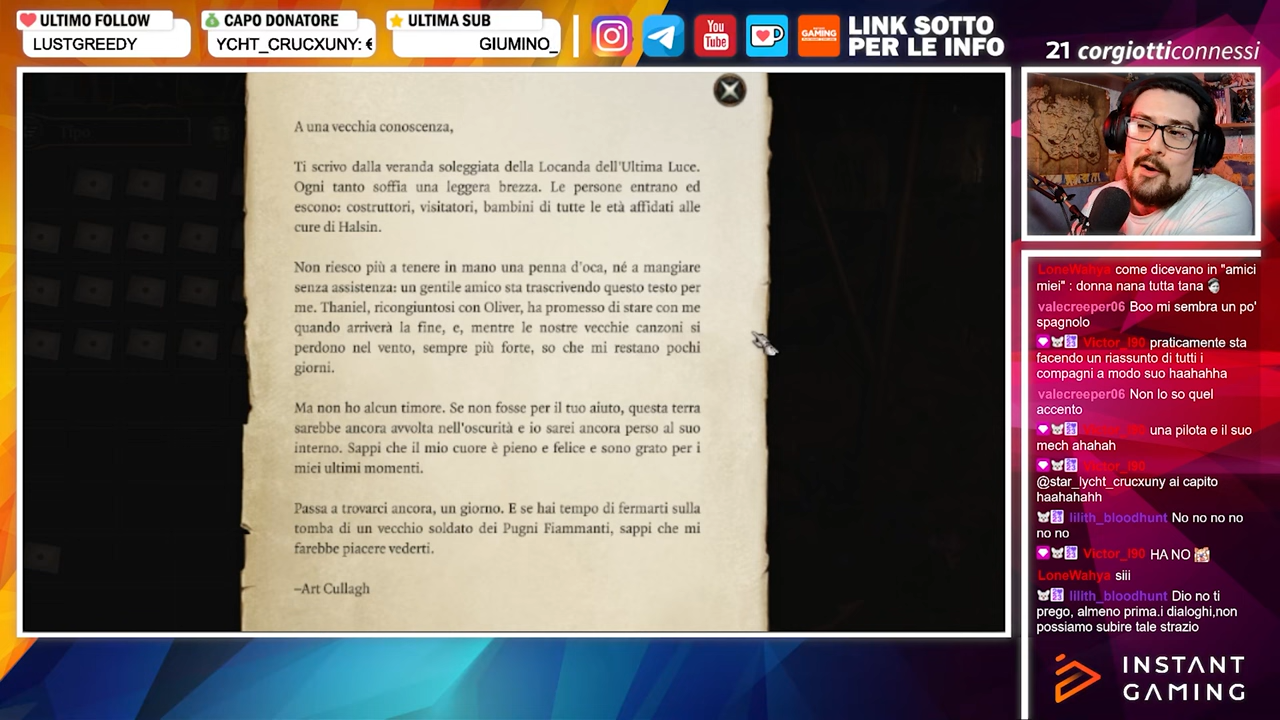 ULTIMO FOLLOW
LUSTGREEDY
CAPO DONATORE
YCHT_CRUCXUNY: €
ULTIMA SUB
GIUMINO_
You
Tube
GAMING
LINK SOTTO
PER LE INFO
21 corgiotticonnessi
A una vecchia conoscenza,
Ti scrivo dalla veranda soleggiata della Locanda dell'Ultima Luce.
Ogni tanto soffia una leggera brezza. Le persone entrano ed
escono: costruttori, visitatori, bambini di tutte le età affidati alle
cure di Halsin.
Non riesco più a tenere in mano una penna d'oca, né a mangiare
senza assistenza: un gentile amico sta trascrivendo questo testo per
me. Thaniel, ricongiuntosi con Oliver, ha promesso di stare con me
quando arriverà la fine, e, mentre le nostre vecchie canzoni si
perdono nel vento, sempre più forte, so che mi restano pochi
giorni.
Ma non ho alcun timore. Se non fosse per il tuo aiuto, questa terra
sarebbe ancora avvolta nell'oscurità e io sarei ancora perso al suo
interno. Sappi che il mio cuore è pieno e felice e sono grato per i
miei ultimi momenti.
Passa a trovarci ancora, un giorno. E se hai tempo di fermarti sulla
tomba di un vecchio soldato dei Pugni Fiammanti, sappi che mi
farebbe piacere vederti.
–Art Cullagh
LoneWahya come dicevano in "amici
miei" : donna nana tutta tana
valecreeper06 Boo mi sembra un po'
spagnolo
Victor_l90 praticamente sta
facendo un riassunto di tutti i
compagni a modo suo haahahha
valecreeper06 Non lo so quel
accento
Victor_l90 una pilota e il suo
mech ahahah
Victor_l90
@star_lycht_crucxuny ai capito
haahahahh
lilith_bloodhunt No no no no
no no
Victor_l90 HA NO
LoneWahya siii
lilith_bloodhunt Dio no ti
prego, almeno prima.i dialoghi,non
possiamo subire tale strazio
INSTANT
GAMING